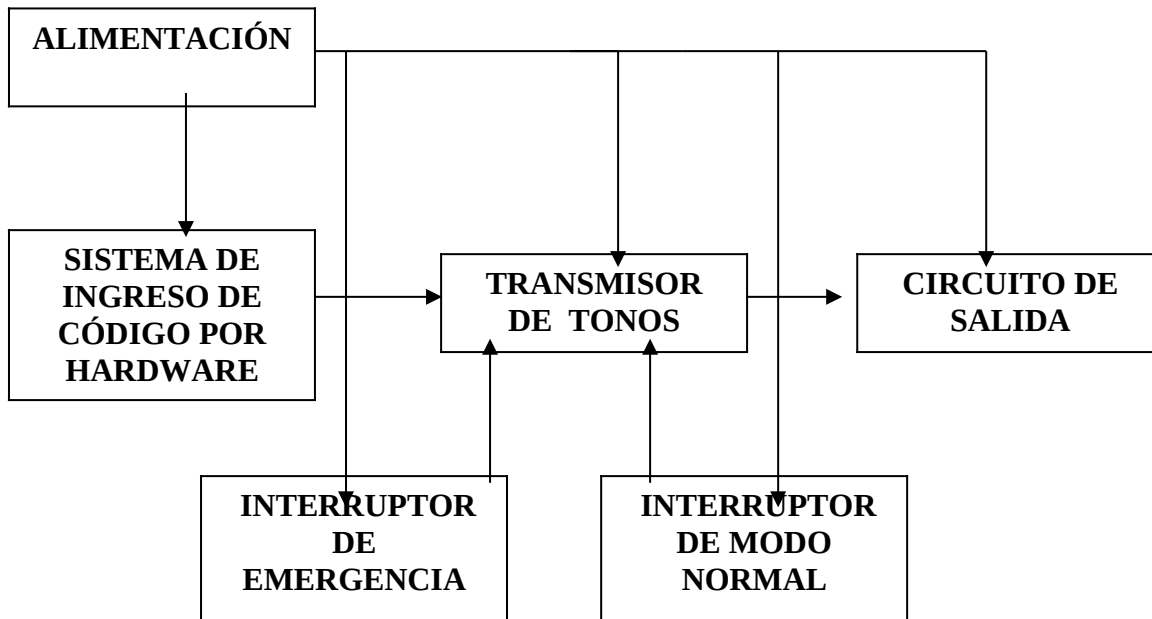 ALIMENTACIÓN
SISTEMA DE
INGRESO DE
CÓDIGO POR
HARDWARE
TRANSMISOR
DE TONOS
CIRCUITO DE
SALIDA
INTERRUPTOR
DE
EMERGENCIA
INTERRUPTOR
DE MODO
NORMAL